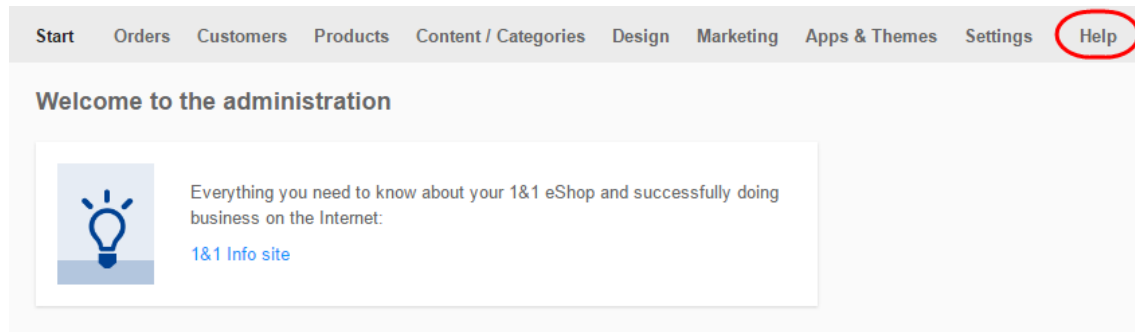 Start Orders Customers Products Content / Categories Design Marketing Apps & Themes Settings Help
Welcome to the administration
Everything you need to know about your 1&1 eShop and successfully doing
business on the Internet:
1&1 Info site